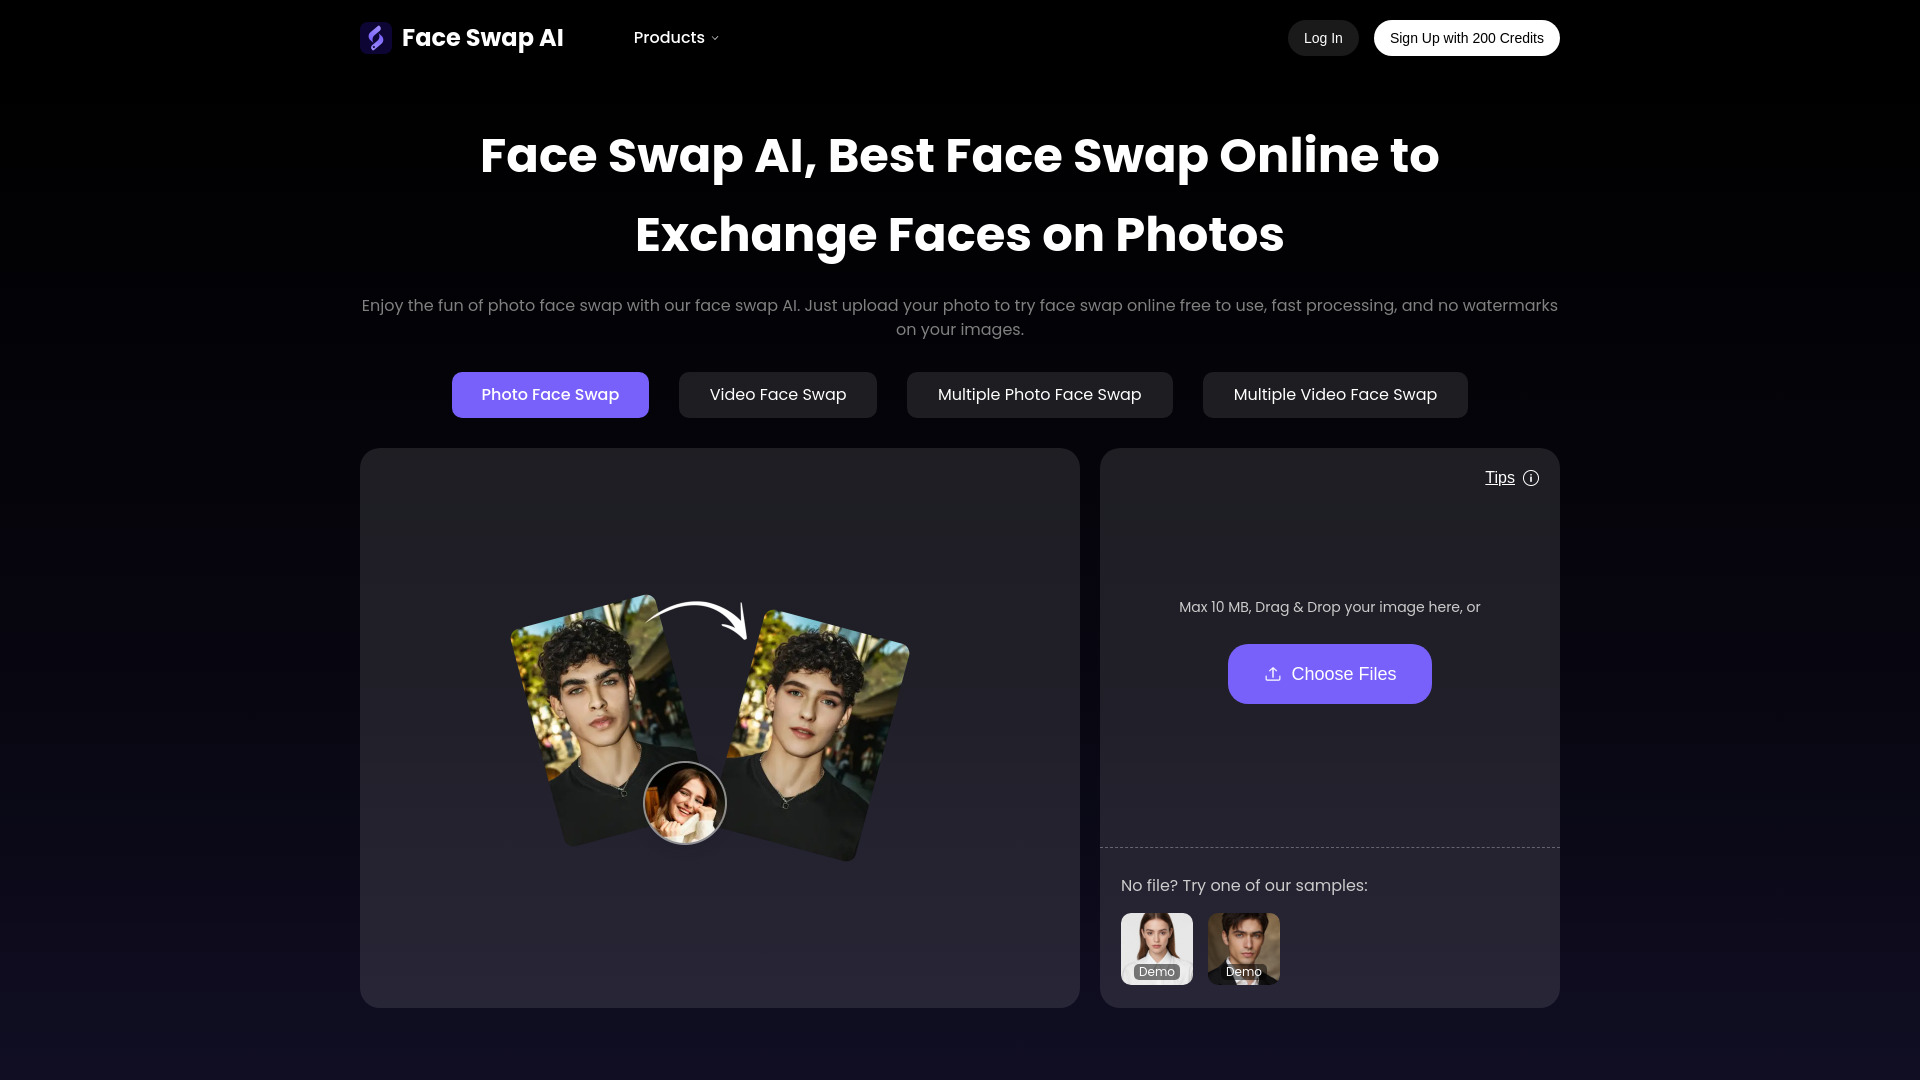 Face Swap AI
Products
Log In
Sign Up with 200 Credits
Face Swap AI, Best Face Swap Online to
Exchange Faces on Photos
Enjoy the fun of photo face swap with our face swap AI. Just upload your photo to try face swap online free to use, fast processing, and no watermarks
on your images.
Photo Face Swap
Video Face Swap
Multiple Photo Face Swap
Multiple Video Face Swap
Tips
Max 10 MB, Drag & Drop your image here, or
Choose Files
No file? Try one of our samples:
Demo
Demo